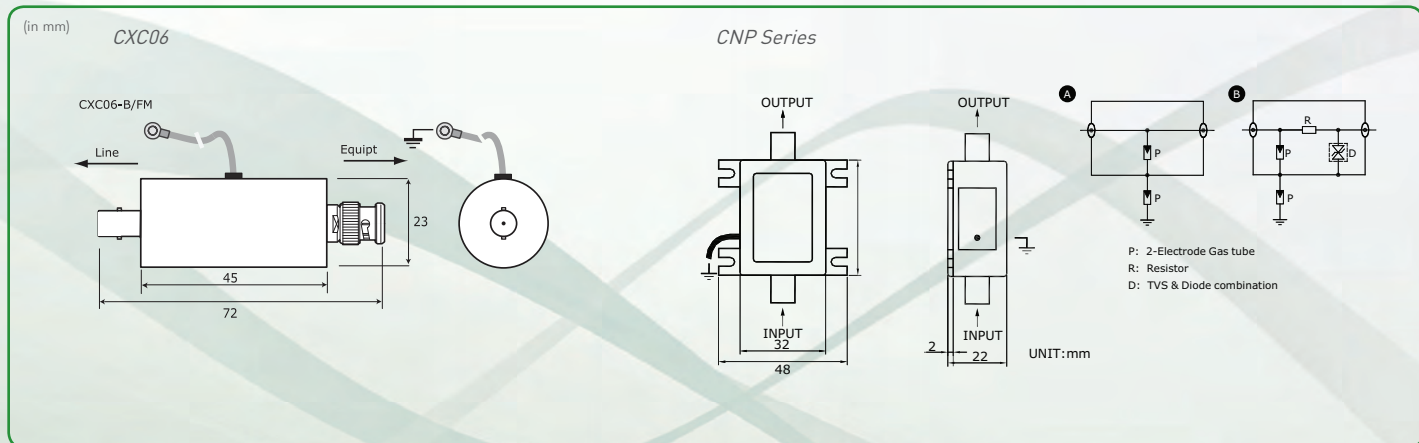 (in mm)
CXC06
CXC06-B/FM
Line
Equipt
23
45
72
CNP Series
OUTPUT
INPUT
32
48
OUTPUT
INPUT
2
22
UNIT:mm
A
P
P
B
R
P
D
P
P: 2-Electrode Gas tube
R: Resistor
D: TVS & Diode combination